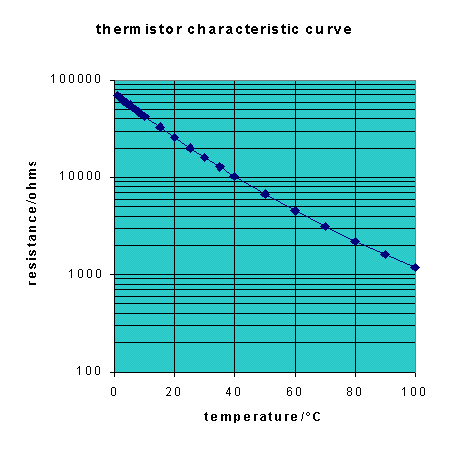 thermistor characteristic curve
resistance/ohms
100000
10000
1000
100
0 20 40 60 80 100
temperature/°C